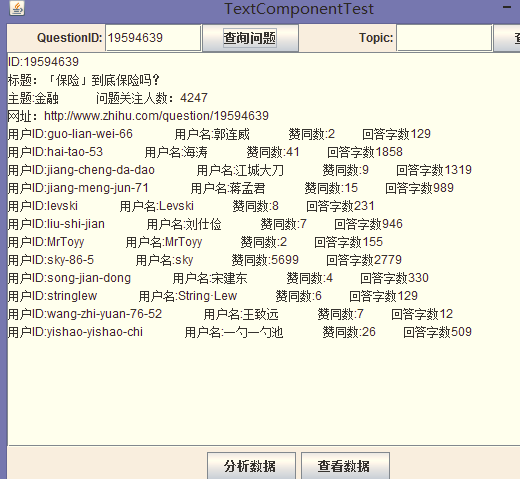 TextComponentTest
QuestionID: 19594639 查询问题 Topic: 查
ID:19594639
标题：「保险」到底保险吗？
主题:金融 问题关注人数：4247
网址：http://www.zhihu.com/question/19594639
用户ID:guo-lian-wei-66 用户名:郭连威 赞同数:2 回答字数129
用户ID:hai-tao-53 用户名:海涛 赞同数:41 回答字数1858
用户ID:jiang-cheng-da-dao 用户名:江城大刀 赞同数:9 回答字数1319
用户ID:jiang-meng-jun-71 用户名:蒋孟君 赞同数:15 回答字数989
用户ID:levski 用户名:Levski 赞同数:8 回答字数231
用户ID:liu-shi-jian 用户名:刘仕俭 赞同数:7 回答字数946
用户ID:MrToyy 用户名:MrToyy 赞同数:2 回答字数155
用户ID:sky-86-5 用户名:sky 赞同数:5699 回答字数2779
用户ID:song-jian-dong 用户名:宋建东 赞同数:4 回答字数330
用户ID:stringlew 用户名:String·Lew 赞同数:6 回答字数129
用户ID:wang-zhi-yuan-76-52 用户名:王致远 赞同数:7 回答字数12
用户ID:yishao-yishao-chi 用户名:一勺一勺池 赞同数:26 回答字数509
分析数据 查看数据